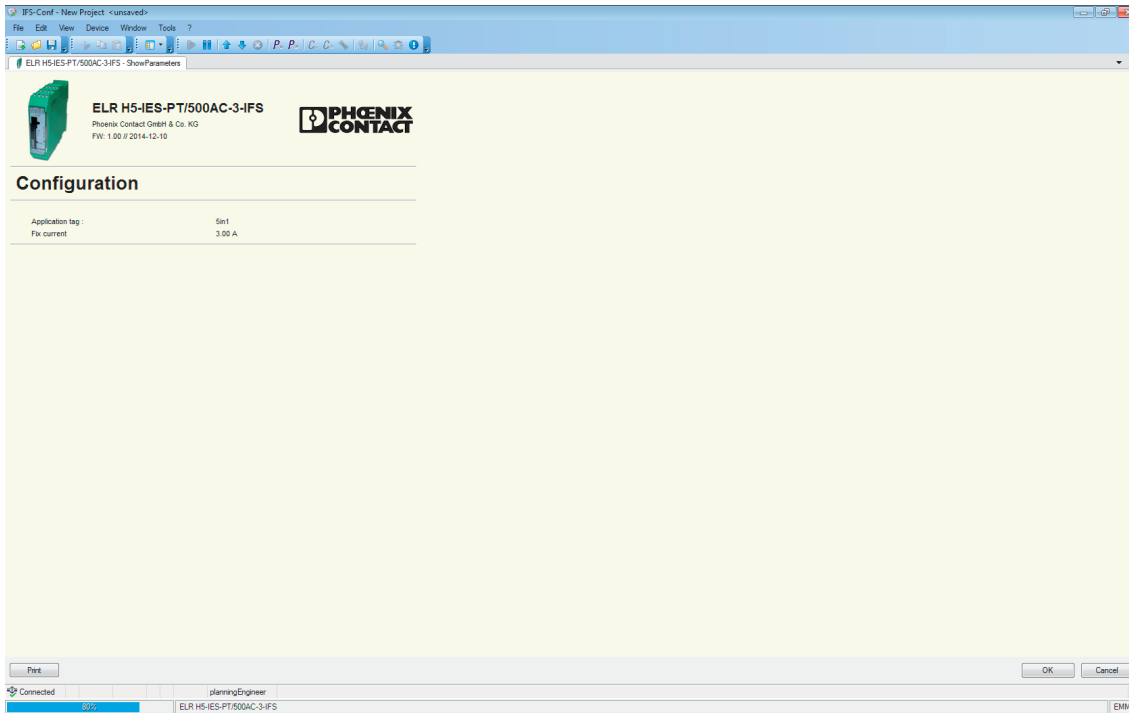 IFS-Conf - New Project <unsaved>
File Edit View Device Window Tools ?
ELR H5-IES-PT/500AC-3-IFS - ShowParameters
ELR H5-IES-PT/500AC-3-IFS
Phoenix Contact GmbH & Co. KG
FW: 1.00 // 2014-12-10
PHŒNIX
CONTACT
Configuration
Application tag : 5in1
Fix current 3.00 A
Print OK Cancel
Connected planningEngineer
80% ELR H5-IES-PT/500AC-3-IFS EMM